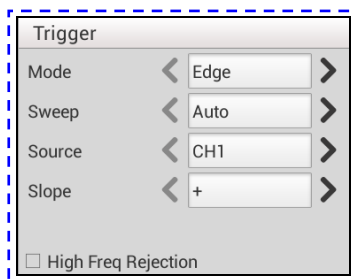 Trigger
Mode Edge
Sweep Auto
Source CH1
Slope +
High Freq Rejection